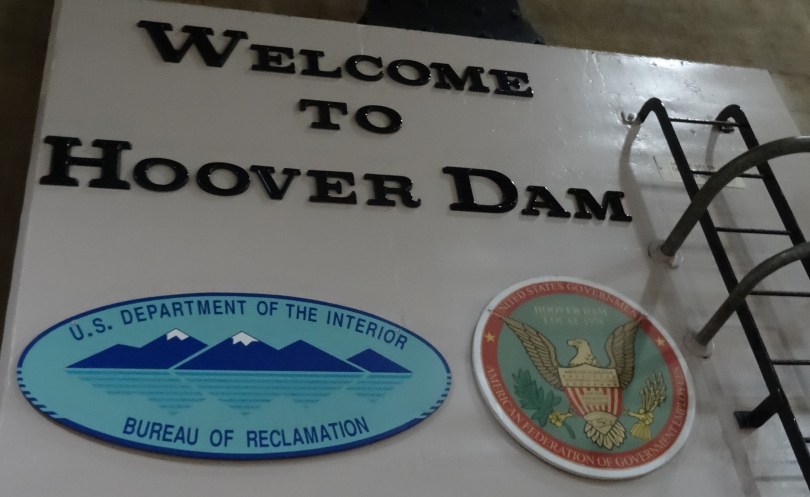 WELCOME
TO
HOOVER DAM
U.S. DEPARTMENT OF THE INTERIOR
BUREAU OF RECLAMATION
UNITED STATES GOVERNMENT
HOOVER DAM
AMERICAN FEDERATION OF GOVERNMENT EMPLOYEES